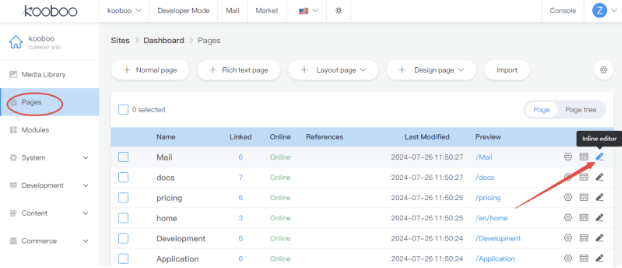 kooboo
kooboo Developer Mode Mail Market Console Z
kooboo
Sites > Dashboard > Pages
Media Library
+ Normal page + Rich text page + Layout page + Design page Import
Pages
0 selected Page Page tree
Modules
Inline editor
Name Linked Online References Last Modified Preview
System
Mail 6 Online 2024-07-26 11:50:27 /Mail
docs 7 Online 2024-07-26 11:50:27 /docs
Development
pricing 6 Online 2024-07-26 11:50:25 /pricing
Content
home 3 Online 2024-07-26 11:50:25 /en/home
Commerce
Development 6 Online 2024-07-26 11:50:24 /Development
Application 6 Online 2024-07-26 11:50:24 /Application